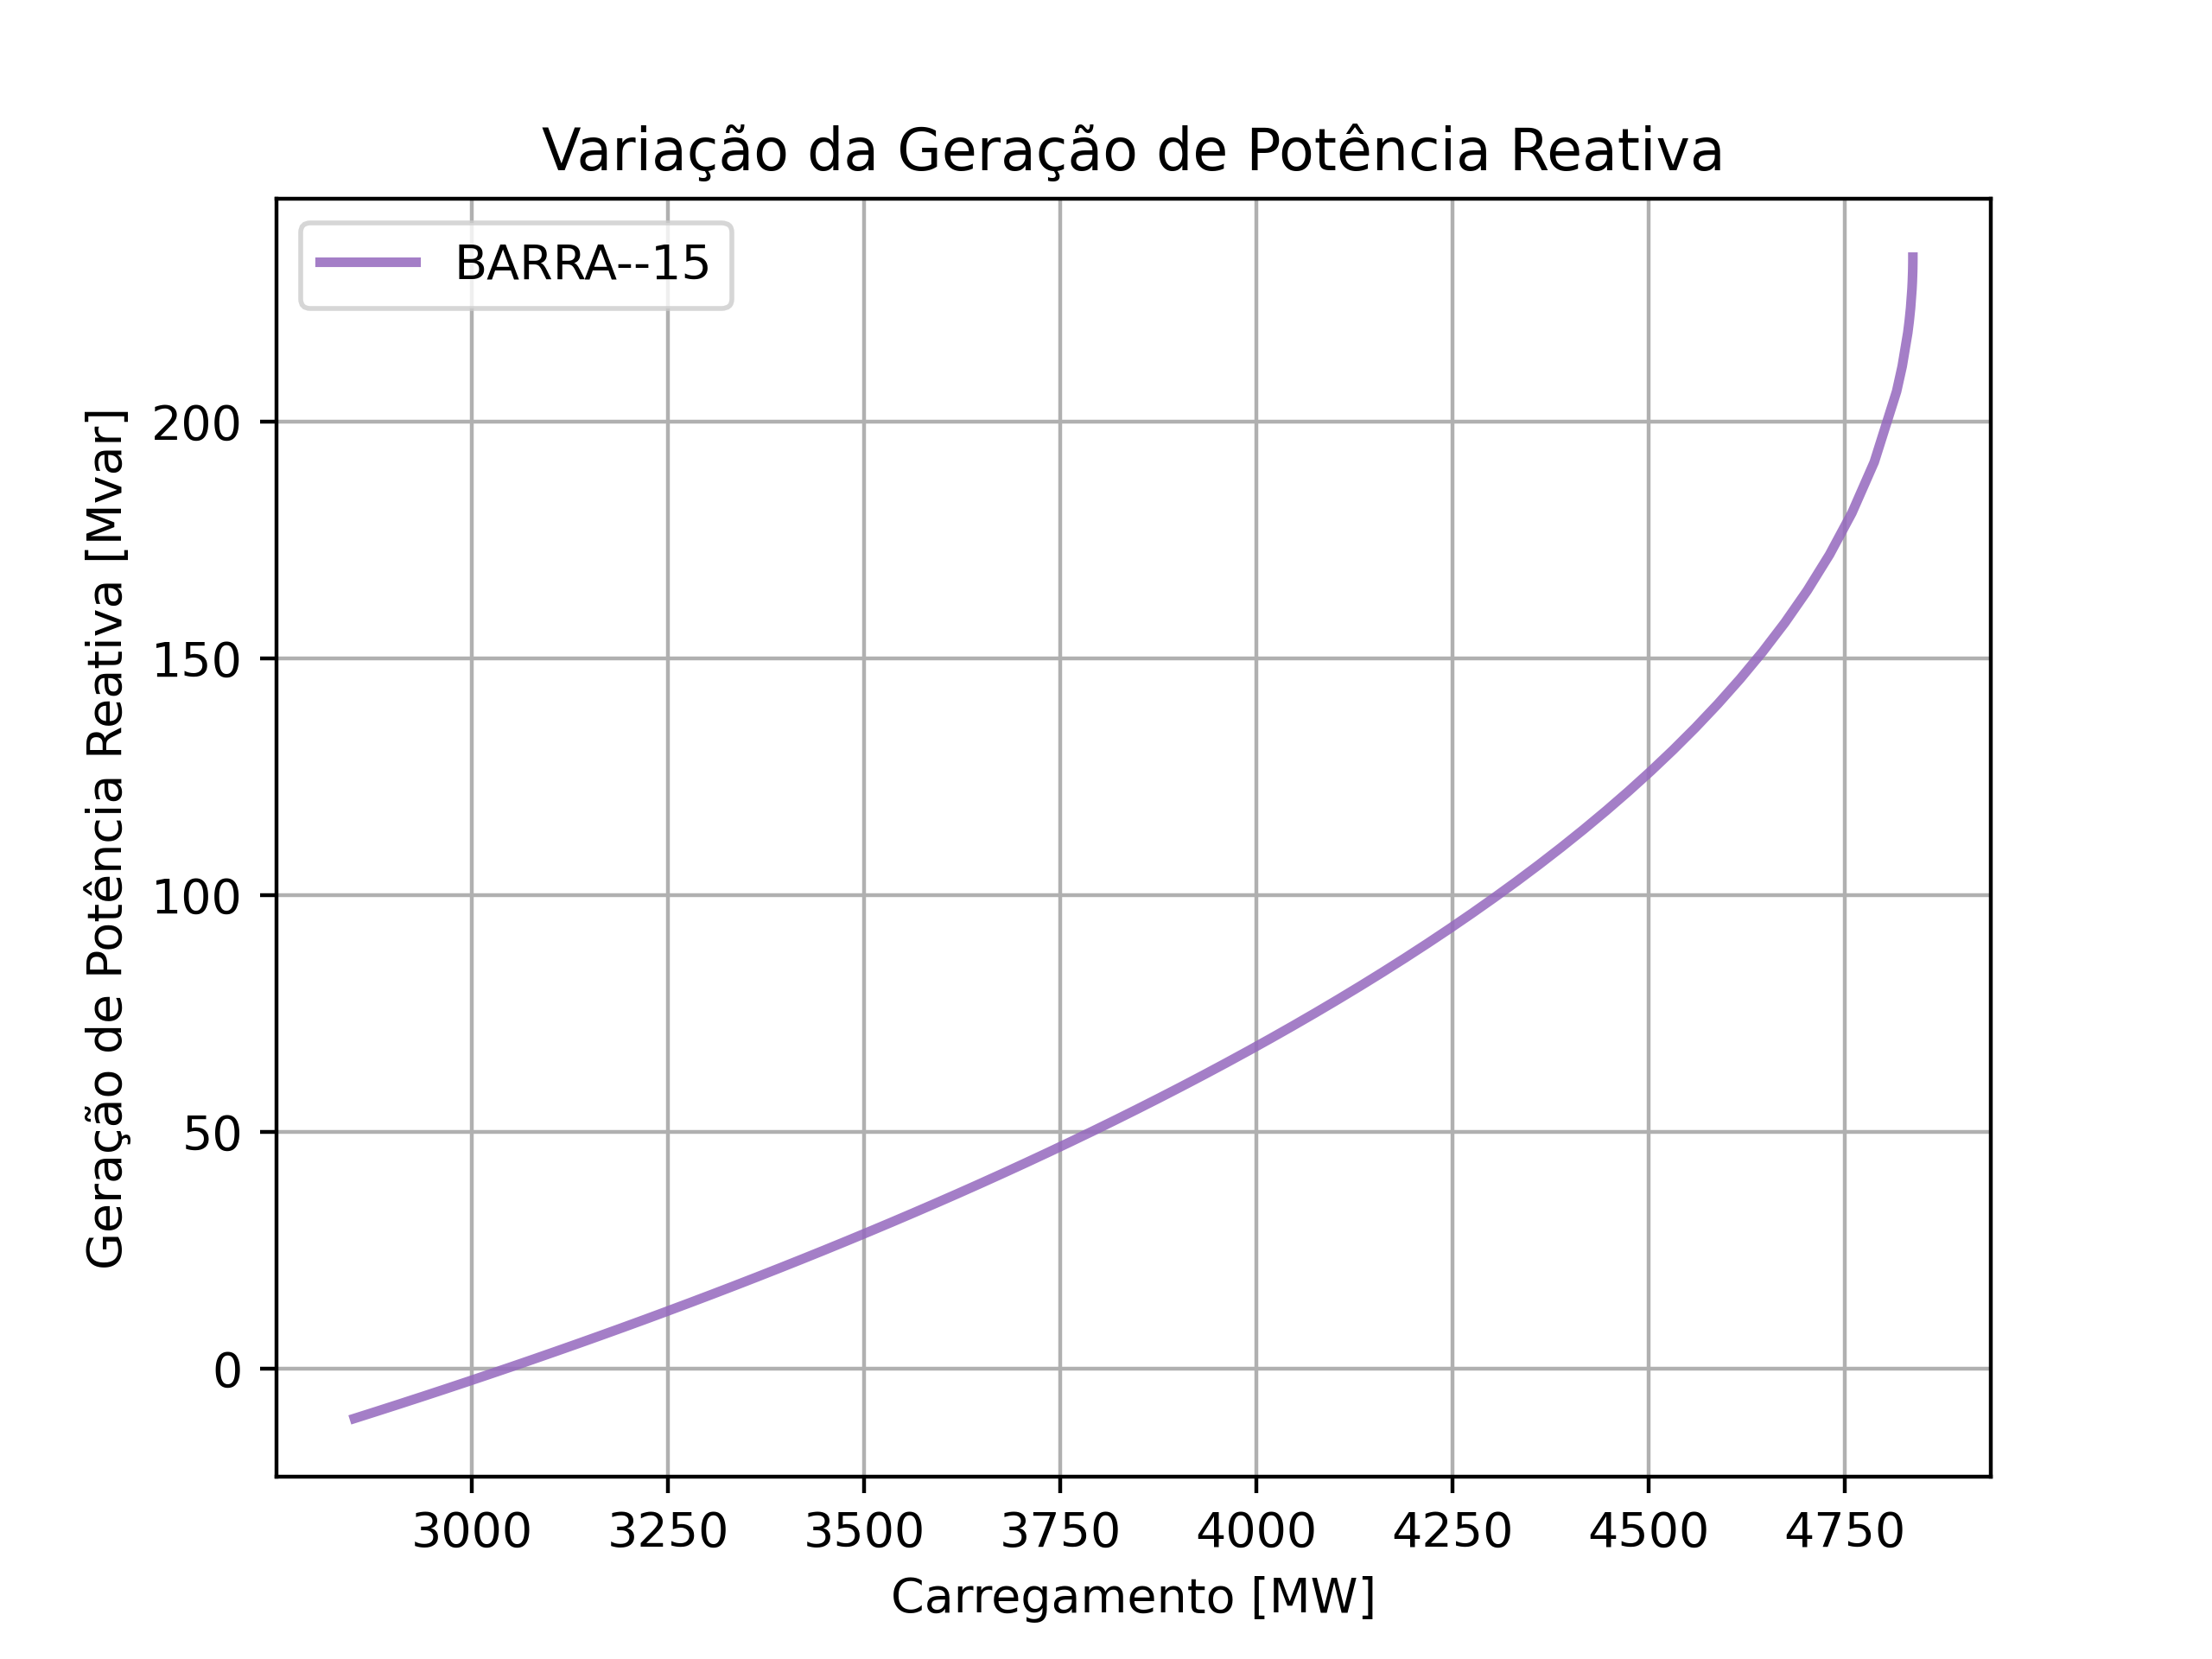 Variação da Geração de Potência Reativa
BARRA--15
Geração de Potência Reativa [Mvar]
200
150
100
50
0
3000 3250 3500 3750 4000 4250 4500 4750
Carregamento [MW]